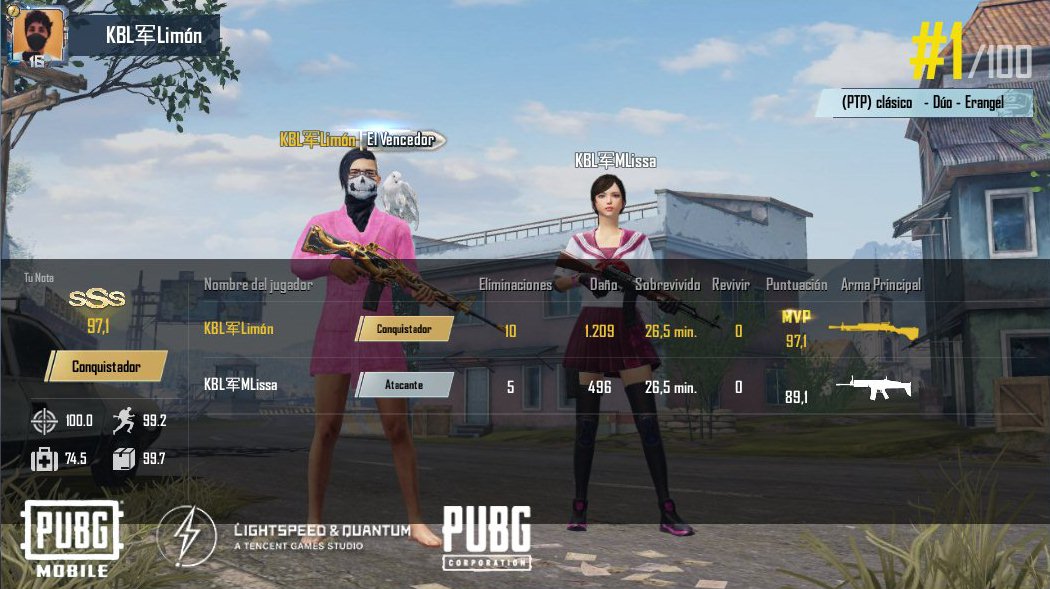 KBL军Limón
16
#1/100
(PTP) clásico - Dúo - Erangel
KBL军Limón | El Vencedor
KBL军MLissa
Tu Nota
SSS
97,1
Conquistador
100.0 99.2
74.5 99.7
Nombre del jugador Eliminaciones Daño Sobrevivido Revivir Puntuación Arma Principal
KBL军Limón Conquistador 10 1.209 26,5 min. 0 MVP 97,1
KBL军MLissa Atacante 5 496 26,5 min. 0 89,1
PUBG
MOBILE
LIGHTSPEED & QUANTUM
A TENCENT GAMES STUDIO
PUBG
CORPORATION